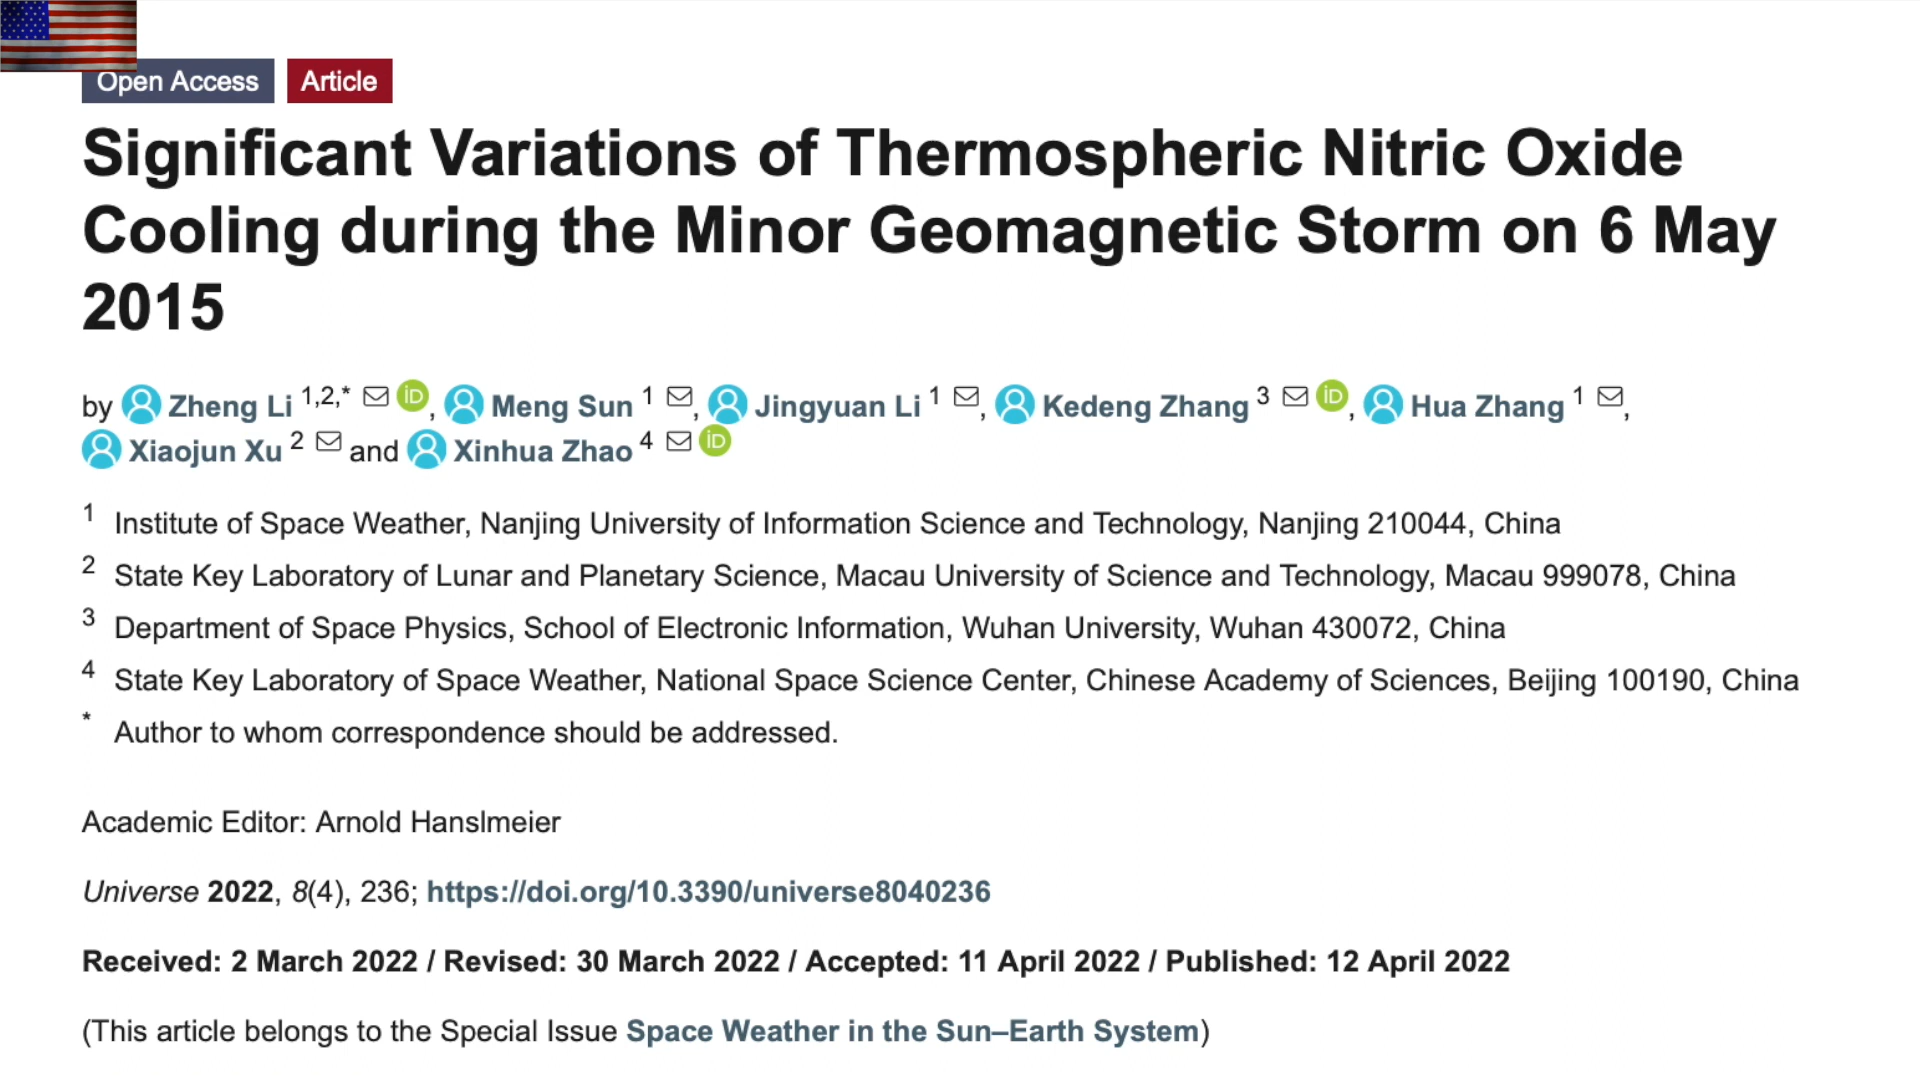 Open Access Article
Significant Variations of Thermospheric Nitric Oxide
Cooling during the Minor Geomagnetic Storm on 6 May
2015
by Zheng Li 1,2,* iD, Meng Sun 1, Jingyuan Li 1, Kedeng Zhang 3 iD, Hua Zhang 1,
Xiaojun Xu 2 and Xinhua Zhao 4 iD
1 Institute of Space Weather, Nanjing University of Information Science and Technology, Nanjing 210044, China
2 State Key Laboratory of Lunar and Planetary Science, Macau University of Science and Technology, Macau 999078, China
3 Department of Space Physics, School of Electronic Information, Wuhan University, Wuhan 430072, China
4 State Key Laboratory of Space Weather, National Space Science Center, Chinese Academy of Sciences, Beijing 100190, China
* Author to whom correspondence should be addressed.
Academic Editor: Arnold Hanslmeier
Universe 2022, 8(4), 236; https://doi.org/10.3390/universe8040236
Received: 2 March 2022 / Revised: 30 March 2022 / Accepted: 11 April 2022 / Published: 12 April 2022
(This article belongs to the Special Issue Space Weather in the Sun–Earth System)